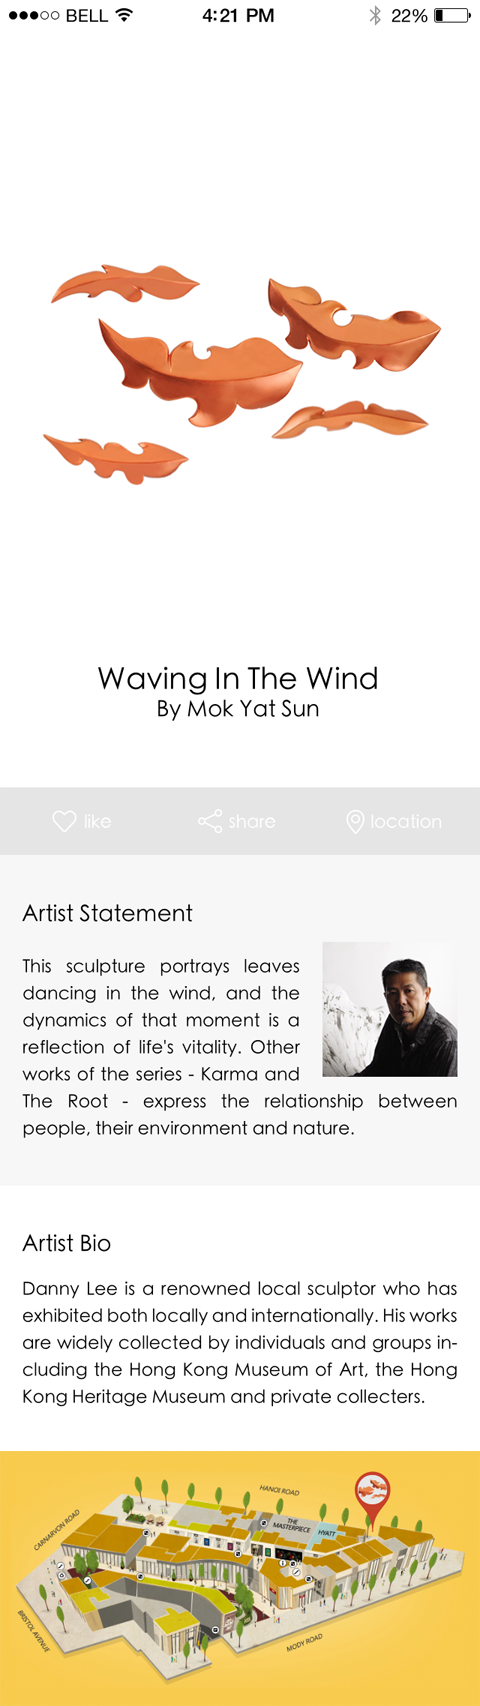 BELL 4:21 PM 22%
Waving In The Wind
By Mok Yat Sun
like share location
Artist Statement
This sculpture portrays leaves
dancing in the wind, and the
dynamics of that moment is a
reflection of life's vitality. Other
works of the series - Karma and
The Root - express the relationship between
people, their environment and nature.
Artist Bio
Danny Lee is a renowned local sculptor who has
exhibited both locally and internationally. His works
are widely collected by individuals and groups in-
cluding the Hong Kong Museum of Art, the Hong
Kong Heritage Museum and private collecters.
HANOI ROAD
CARNARVON ROAD
THE
MASTERPIECE
HYATT
BRISTOL AVENUE
MODY ROAD